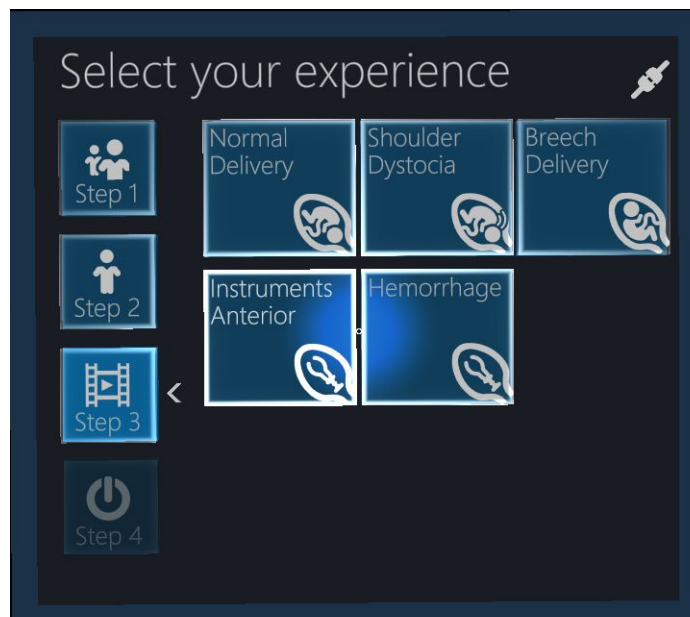 Select your experience
Step 1
Step 2
Step 3
Step 4
Normal
Delivery
Shoulder
Dystocia
Breech
Delivery
Instruments
Anterior
Hemorrhage